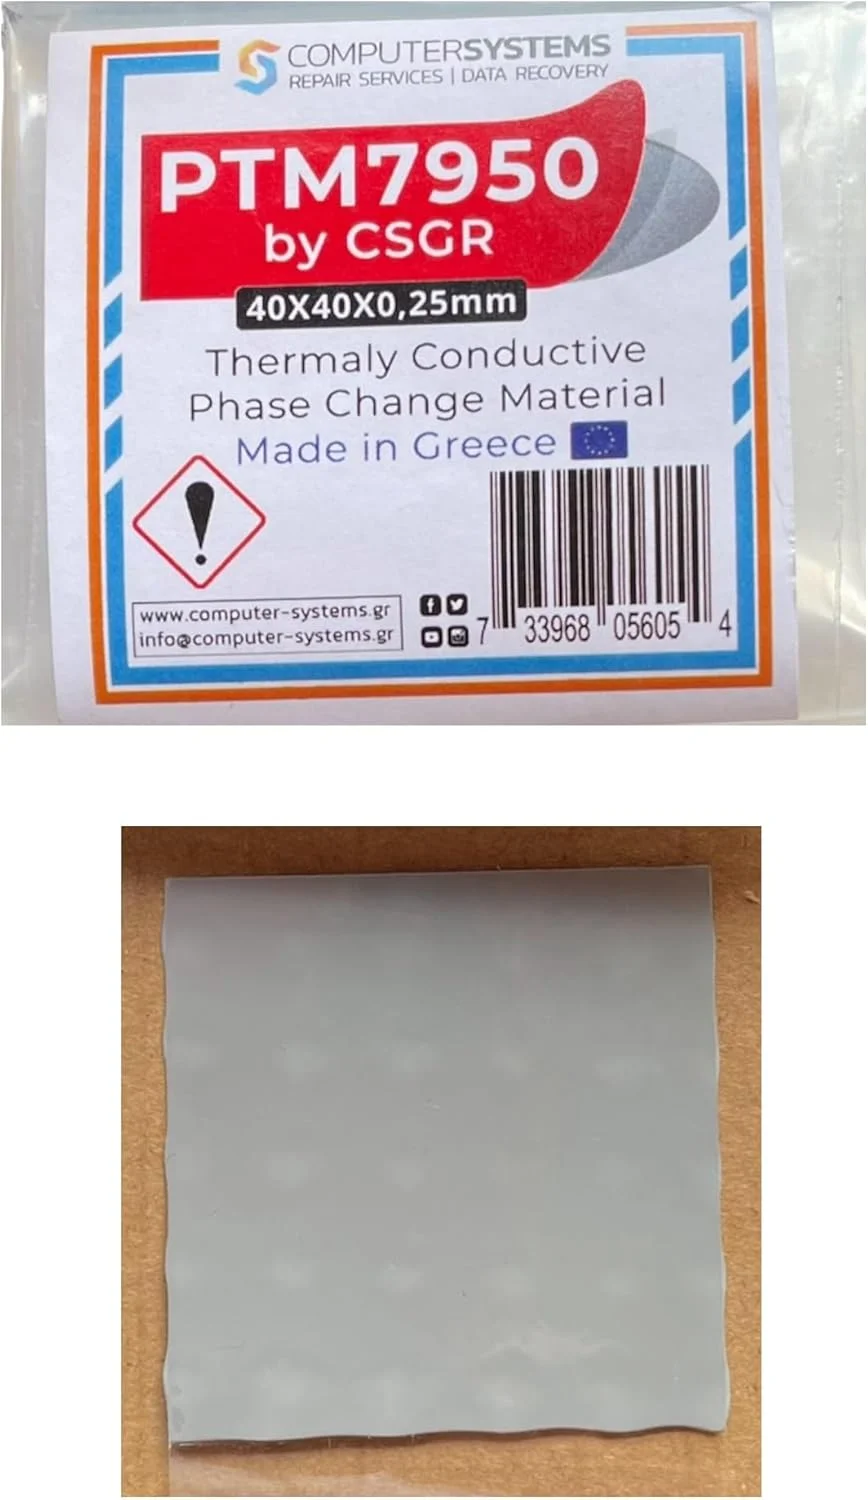 COMPUTERSYSTEMS
REPAIR SERVICES | DATA RECOVERY
PTM7950
by CSGR
40X40X0,25mm
Thermaly Conductive
Phase Change Material
Made in Greece
www.computer-systems.gr
info@computer-systems.gr
7 33968 05605 4